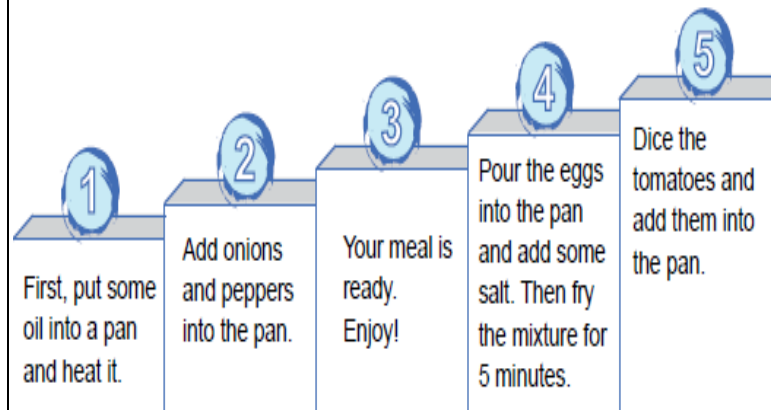 1
First, put some
oil into a pan
and heat it.
2
Add onions
and peppers
into the pan.
3
Your meal is
ready.
Enjoy!
4
Pour the eggs
into the pan
and add some
salt. Then fry
the mixture for
5 minutes.
5
Dice the
tomatoes and
add them into
the pan.